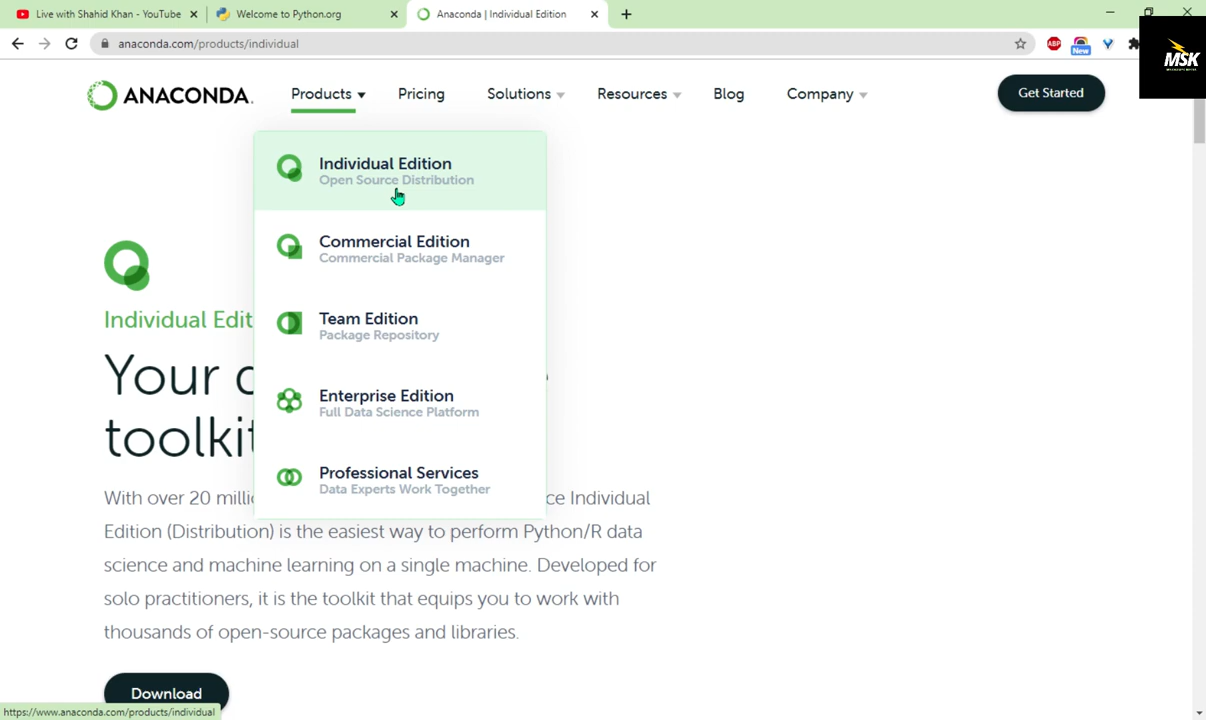 Live with Shahid Khan - YouTube
Welcome to Python.org
Anaconda | Individual Edition
anaconda.com/products/individual
ABP
New
MSK
ANACONDA.
Products
Pricing
Solutions
Resources
Blog
Company
Get Started
Individual Edition
Open Source Distribution
Commercial Edition
Commercial Package Manager
Team Edition
Package Repository
Enterprise Edition
Full Data Science Platform
Professional Services
Data Experts Work Together
Individual Edit
Your
toolkit
With over 20 milli ce Individual
Edition (Distribution) is the easiest way to perform Python/R data
science and machine learning on a single machine. Developed for
solo practitioners, it is the toolkit that equips you to work with
thousands of open-source packages and libraries.
Download
https://www.anaconda.com/products/individual